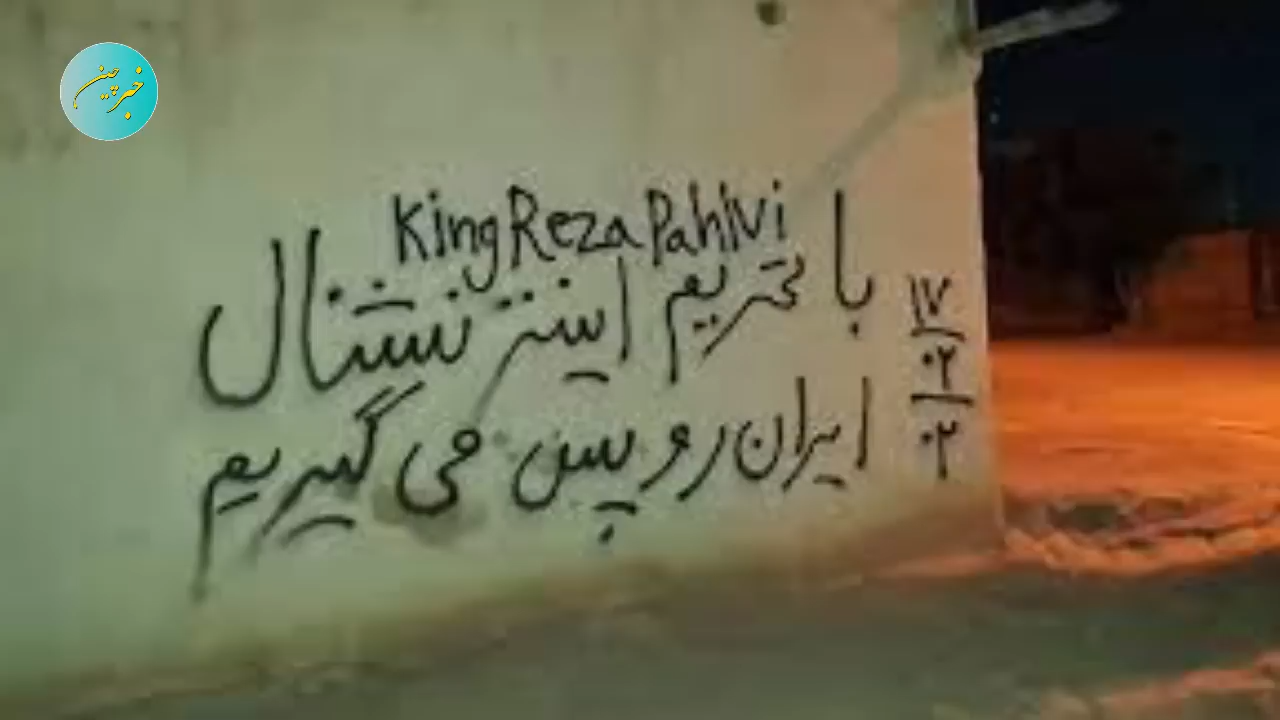 خبرچین
King Reza Pahlvi
با تحریم اینترنشنال
ایران رو پس می گیریم
۱۷
۰۲
۰۲